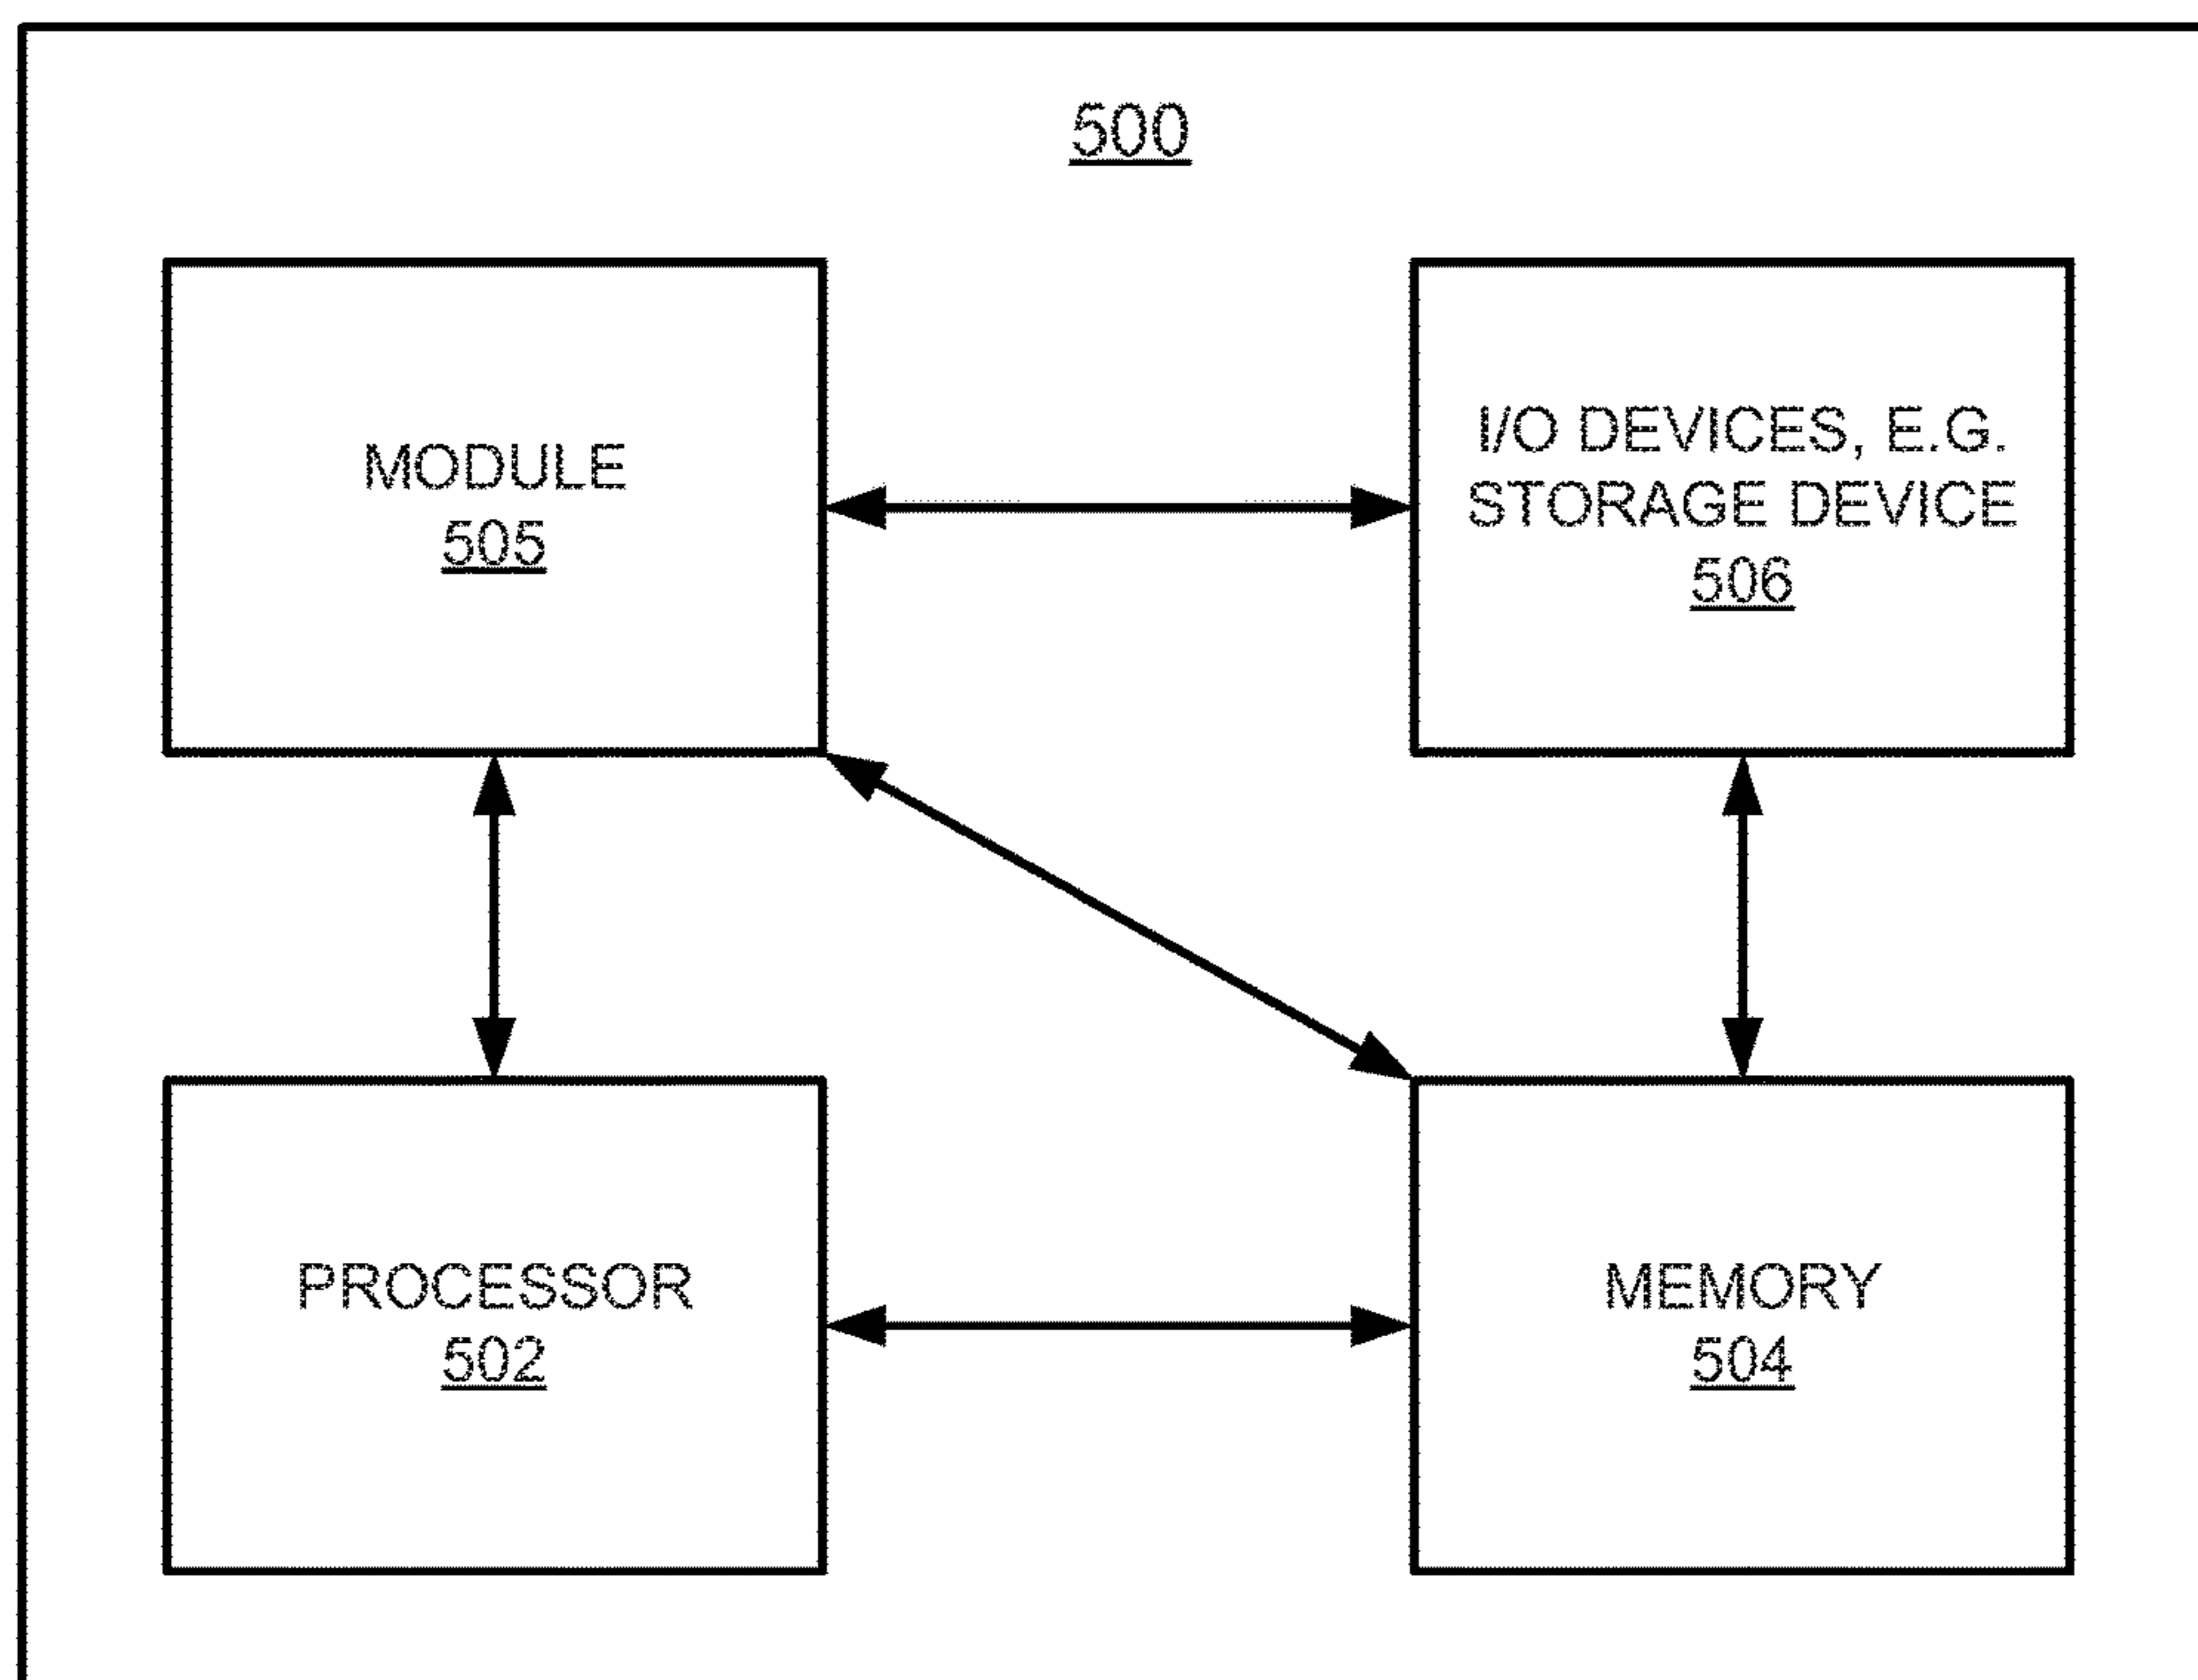 500
MODULE
505
I/O DEVICES, E.G.
STORAGE DEVICE
506
PROCESSOR
502
MEMORY
504